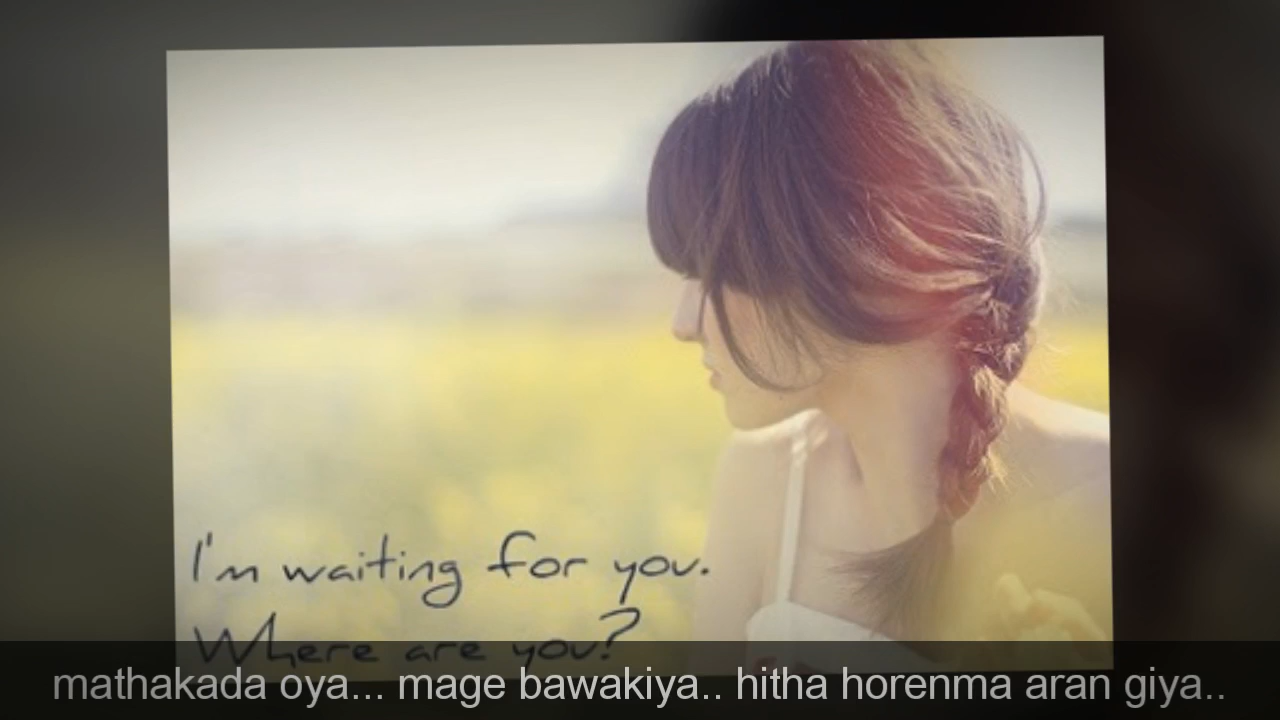 I'm waiting for you.
Where are you?
mathakada oya... mage bawakiya.. hitha horenma aran giya..